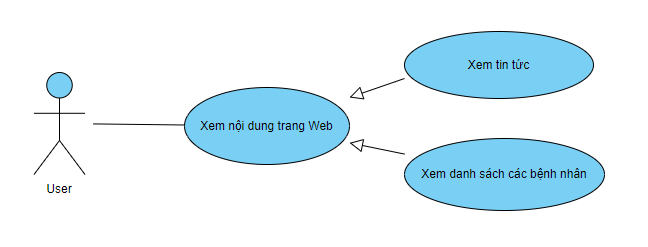 Xem tin tức
Xem nội dung trang Web
Xem danh sách các bệnh nhân
User